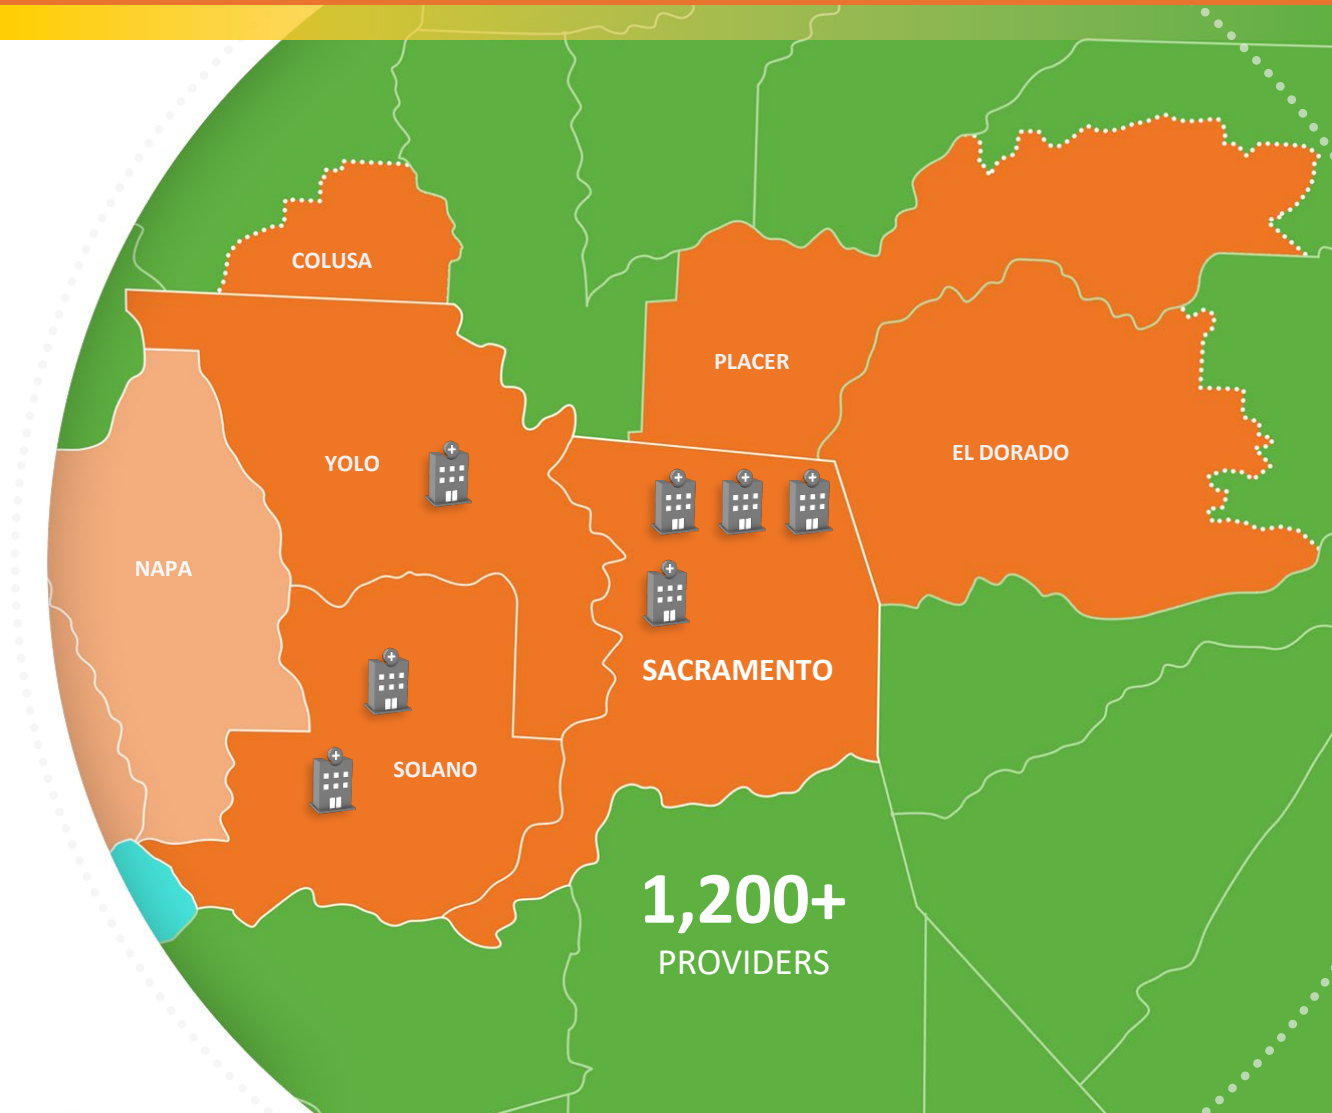 COLUSA
PLACER
EL DORADO
YOLO
NAPA
SACRAMENTO
SOLANO
1,200+
PROVIDERS